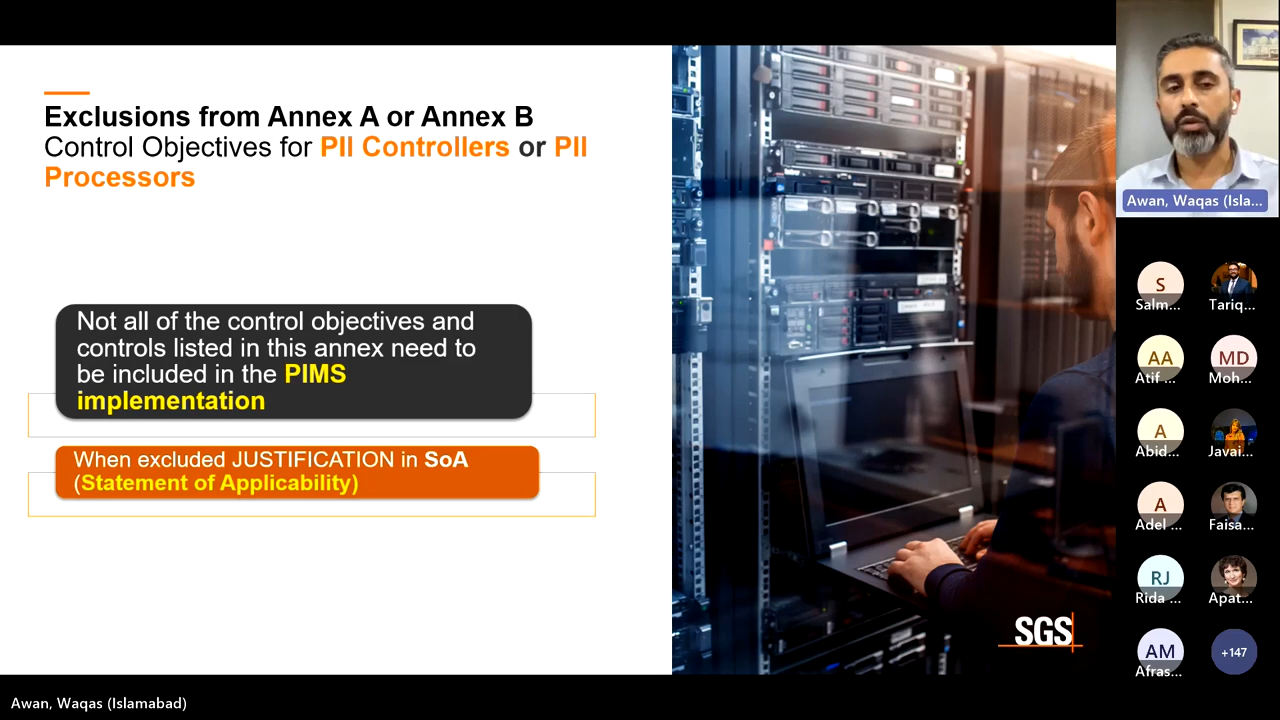 Exclusions from Annex A or Annex B
Control Objectives for PII Controllers or PII
Processors
Not all of the control objectives and
controls listed in this annex need to
be included in the PIMS
implementation
When excluded JUSTIFICATION in SoA
(Statement of Applicability)
SGS
Awan, Waqas (Isla...
S
Salm...
Tariq...
AA
Atif ...
MD
Moh...
A
Abid...
Javai...
A
Adel ...
Faisa...
RJ
Rida ...
Apat...
AM
Afras...
+147
Awan, Waqas (Islamabad)